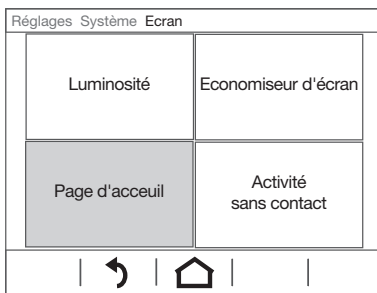 Réglages Système Ecran
Luminosité
Economiseur d'écran
Page d'acceuil
Activité
sans contact